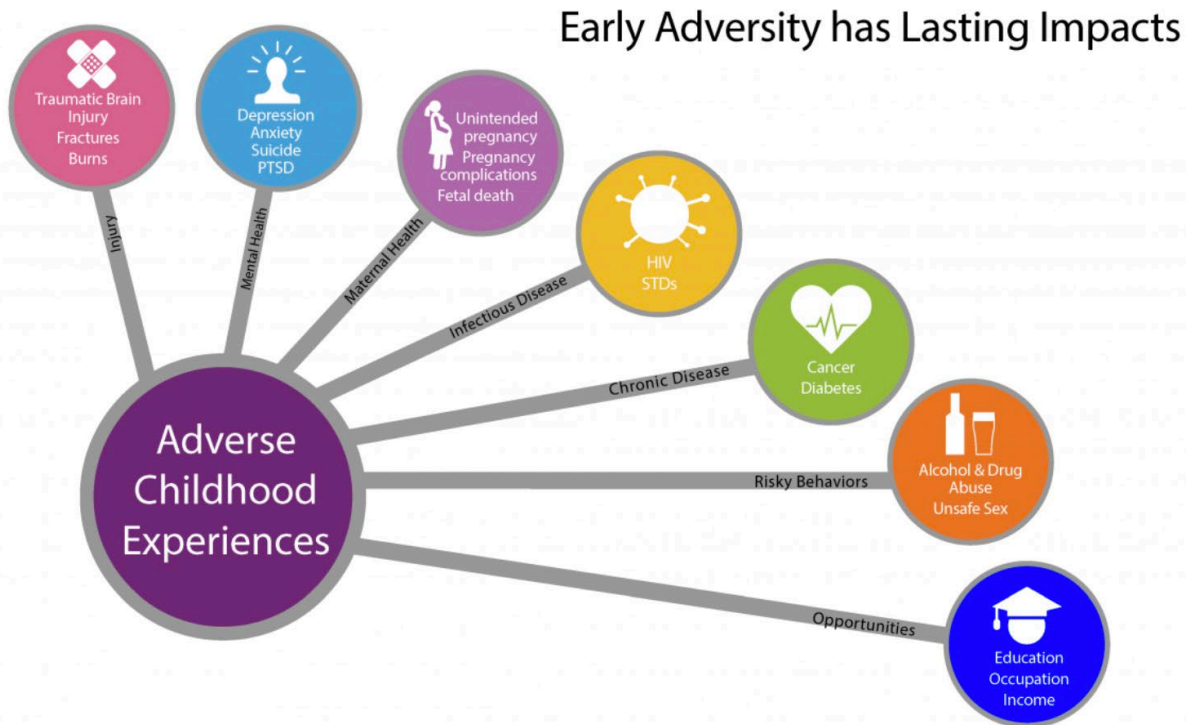 Early Adversity has Lasting Impacts
Traumatic Brain
Injury
Fractures
Burns
Injury
Depression
Anxiety
Suicide
PTSD
Mental Health
Unintended
pregnancy
Pregnancy
complications
Fetal death
Maternal Health
HIV
STDs
Infectious Disease
Cancer
Diabetes
Chronic Disease
Alcohol & Drug
Abuse
Unsafe Sex
Risky Behaviors
Education
Occupation
Income
Opportunities
Adverse
Childhood
Experiences